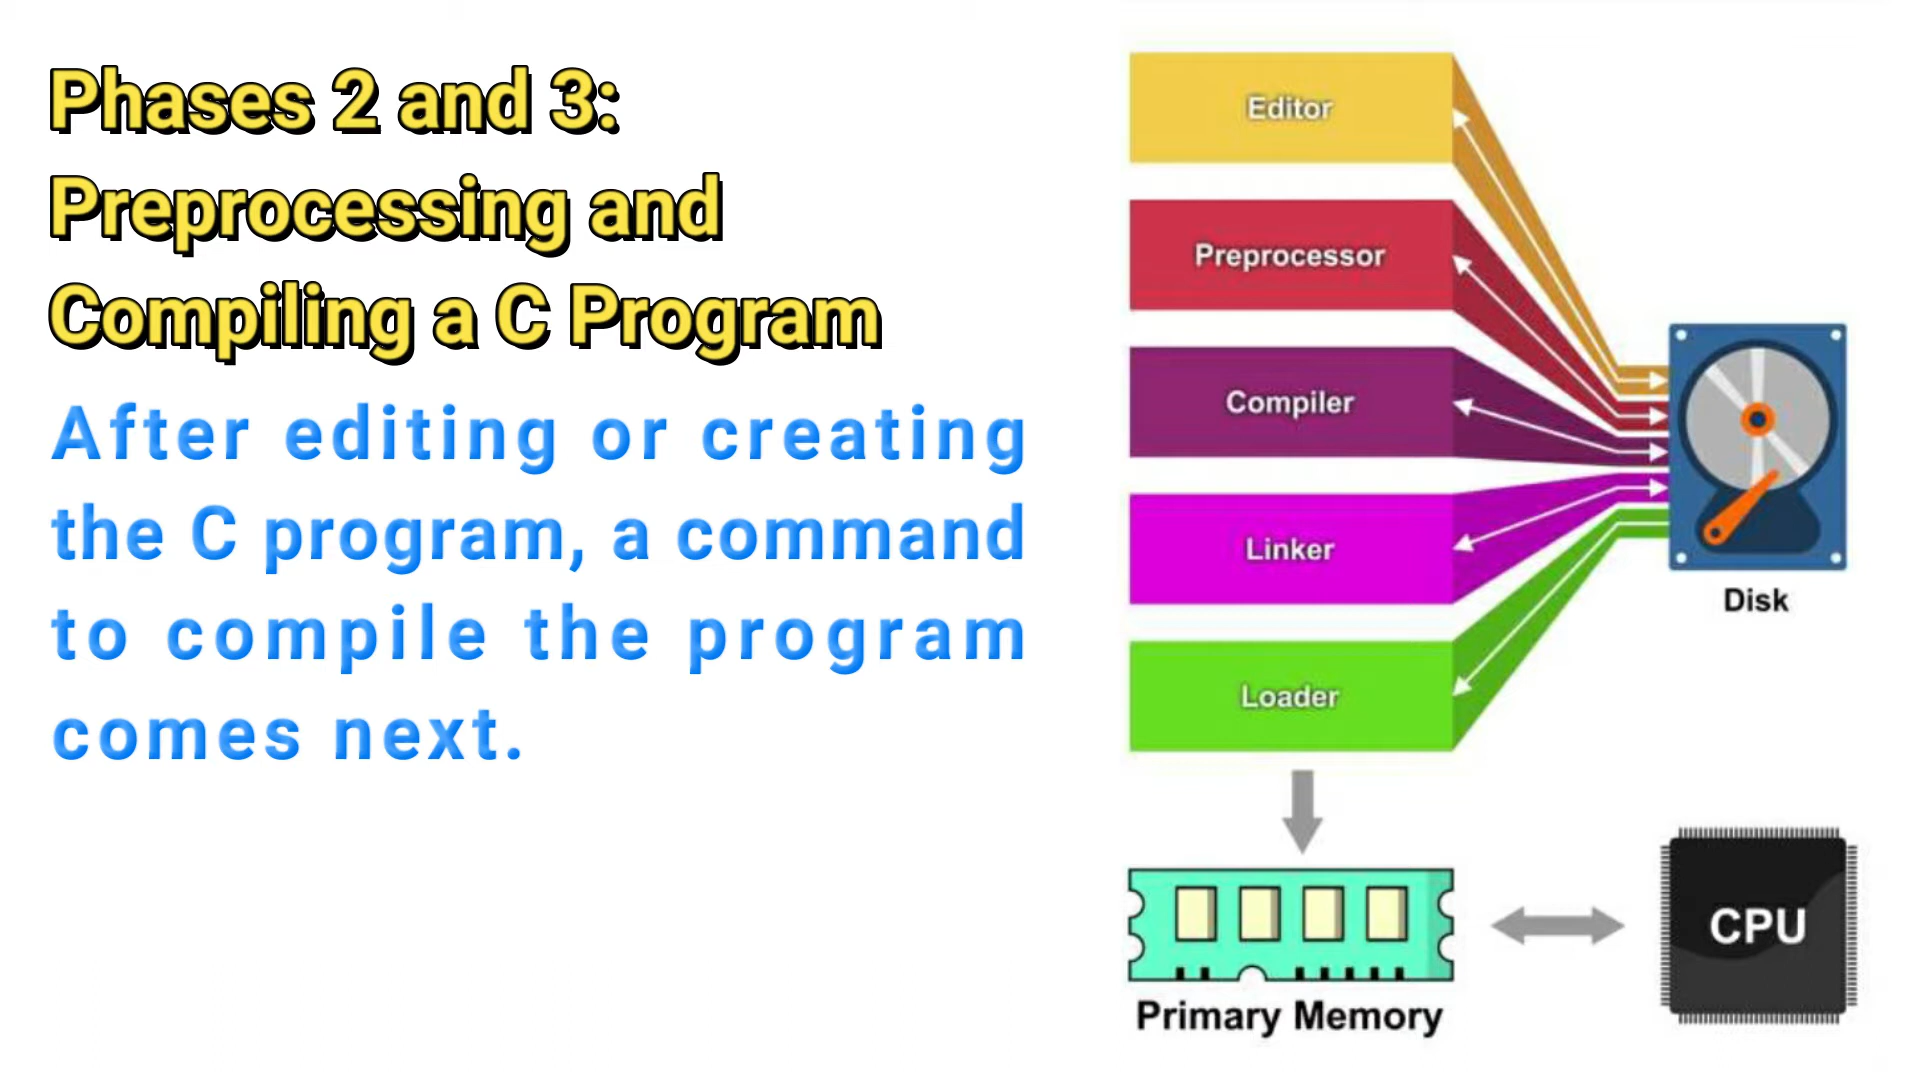 Phases 2 and 3:
Preprocessing and
Compiling a C Program
After editing or creating
the C program, a command
to compile the program
comes next.
Editor
Preprocessor
Compiler
Linker
Loader
Disk
Primary Memory
CPU